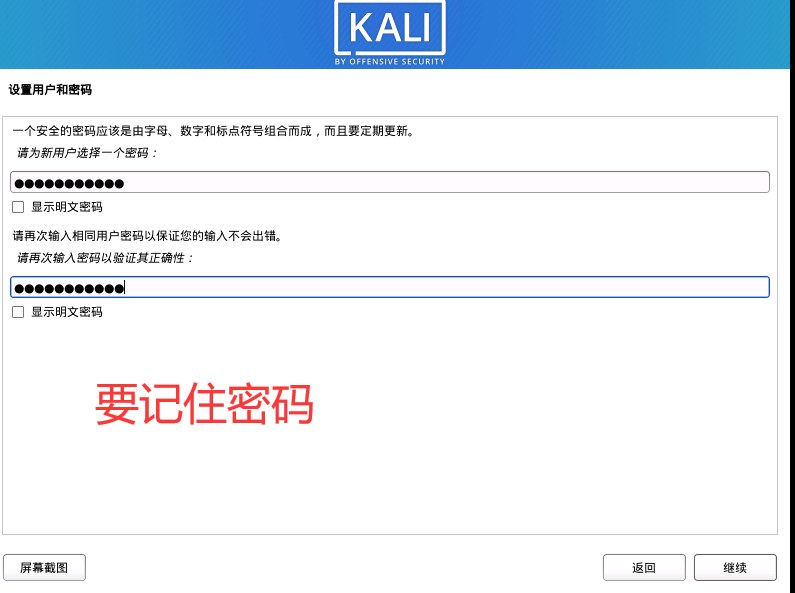 KALI
BY OFFENSIVE SECURITY
设置用户和密码
一个安全的密码应该是由字母、数字和标点符号组合而成，而且要定期更新。
请为新用户选择一个密码：
●●●●●●●●●●●
显示明文密码
请再次输入相同用户密码以保证您的输入不会出错。
请再次输入密码以验证其正确性：
●●●●●●●●●●●
显示明文密码
要记住密码
屏幕截图
返回
继续